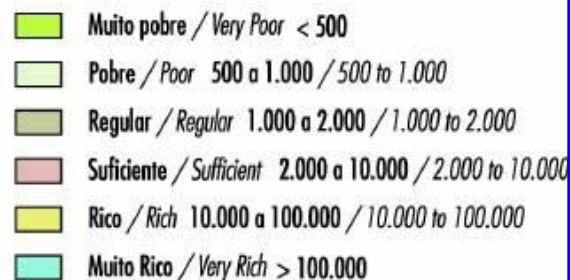 Muito pobre / Very Poor < 500
Pobre / Poor 500 a 1.000 / 500 to 1.000
Regular / Regular 1.000 a 2.000 / 1.000 to 2.000
Suficiente / Sufficient 2.000 a 10.000 / 2.000 to 10.000
Rico / Rich 10.000 a 100.000 / 10.000 to 100.000
Muito Rico / Very Rich > 100.000